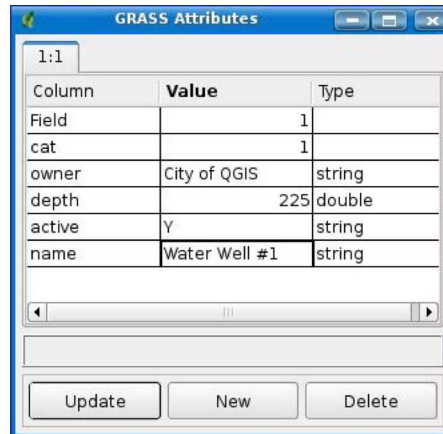 GRASS Attributes
1:1
Column Value Type
Field 1
cat 1
owner City of QGIS string
depth 225 double
active Y string
name Water Well #1 string
Update New Delete